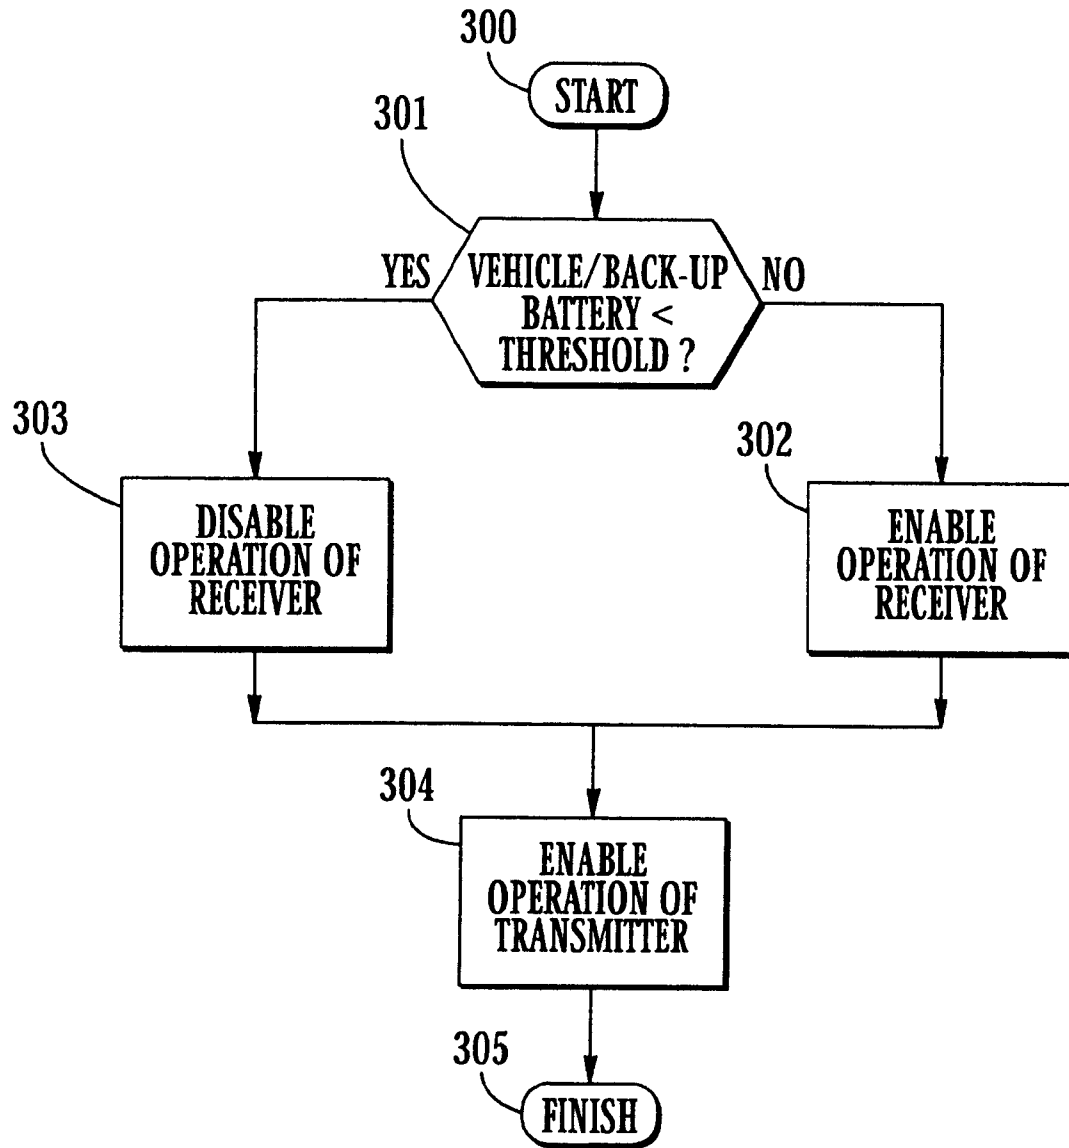 300
START
301
YES
VEHICLE/BACK-UP
BATTERY <
THRESHOLD ?
NO
303
DISABLE
OPERATION OF
RECEIVER
302
ENABLE
OPERATION OF
RECEIVER
304
ENABLE
OPERATION OF
TRANSMITTER
305
FINISH